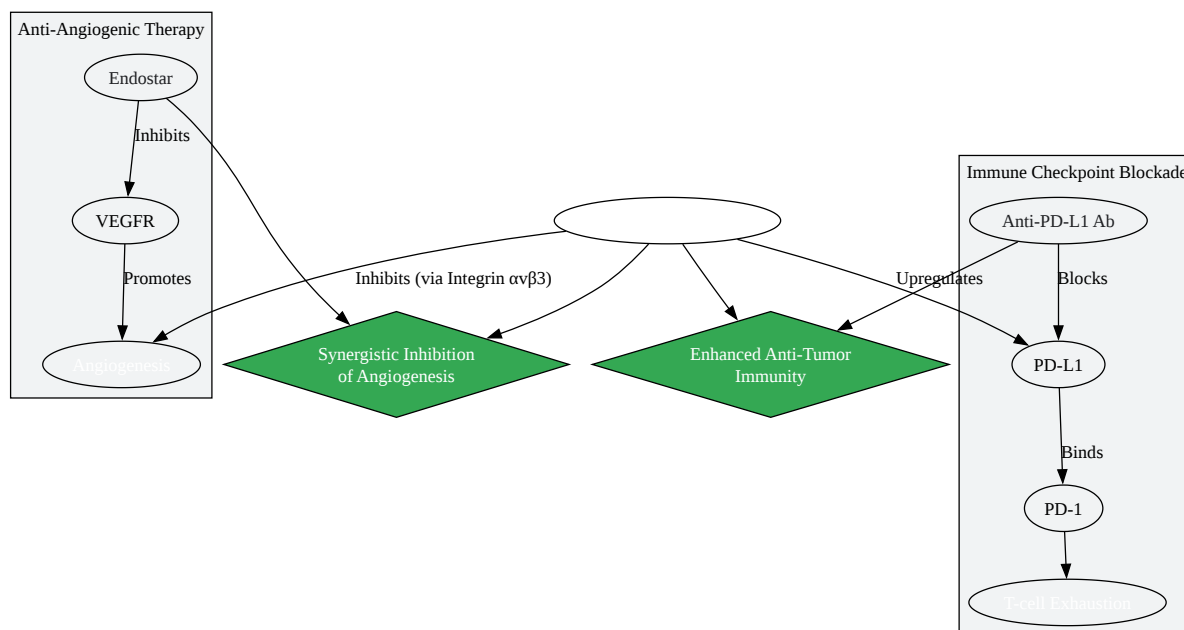 Anti-Angiogenic Therapy
Endostar
Inhibits
VEGFR
Promotes
Angiogenesis
Inhibits (via Integrin αvβ3)
Synergistic Inhibition
of Angiogenesis
Enhanced Anti-Tumor
Immunity
Upregulates
Immune Checkpoint Blockade
Anti-PD-L1 Ab
Blocks
PD-L1
Binds
PD-1
T-cell Exhaustion